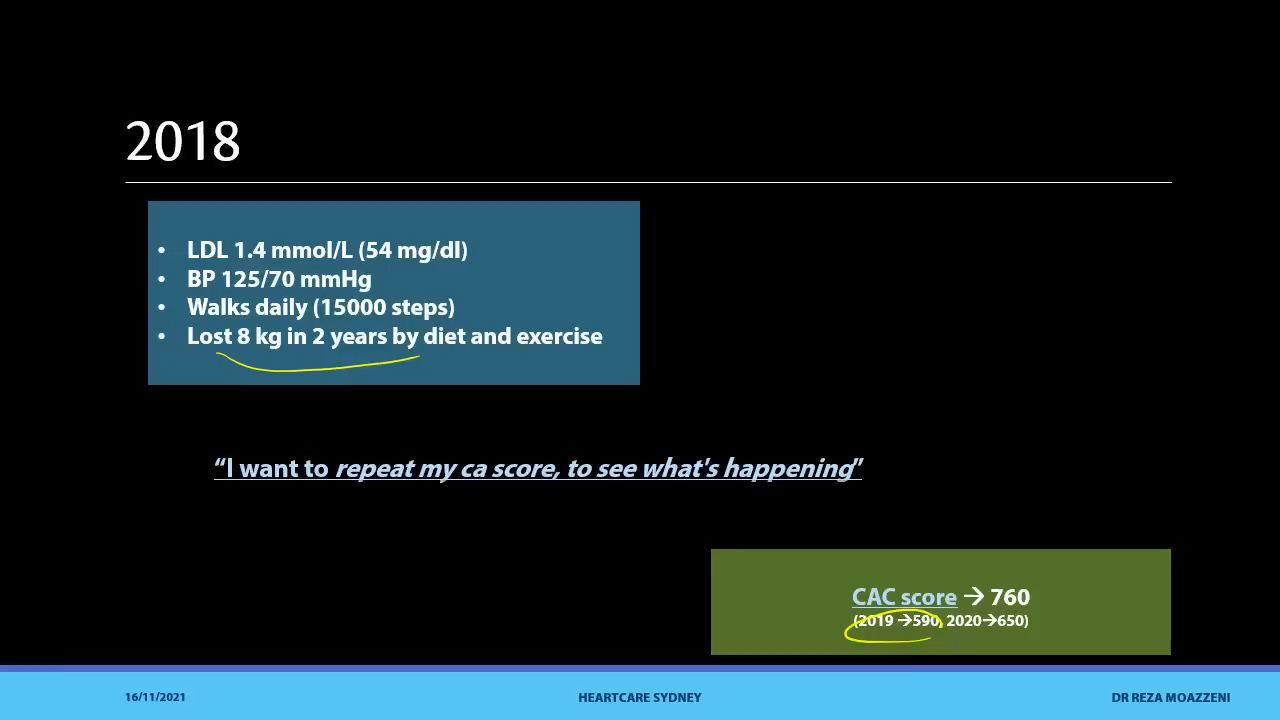 2018
• LDL 1.4 mmol/L (54 mg/dl)
• BP 125/70 mmHg
• Walks daily (15000 steps)
• Lost 8 kg in 2 years by diet and exercise
“I want to repeat my ca score, to see what's happening”
CAC score → 760
(2019 →590, 2020→650)
16/11/2021
HEARTCARE SYDNEY
DR REZA MOAZZENI